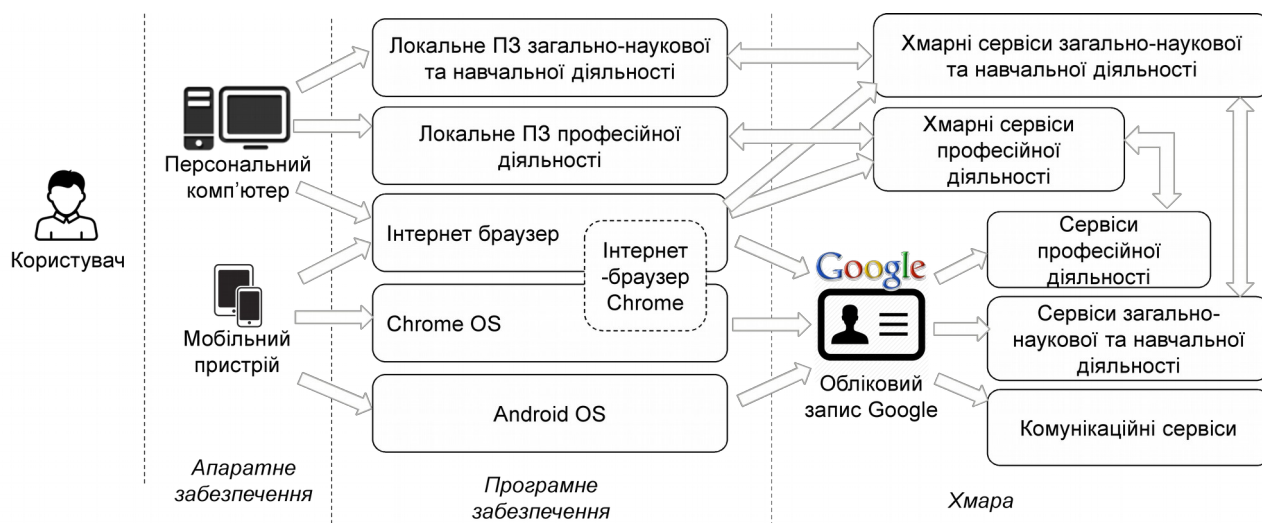 Користувач
Персональний
комп’ютер
Мобільний
пристрій
Апаратне
забезпечення
Локальне ПЗ загально-наукової
та навчальної діяльності
Локальне ПЗ професійної
діяльності
Інтернет браузер
Інтернет
-браузер
Chrome
Chrome OS
Android OS
Програмне
забезпечення
Хмарні сервіси загально-наукової
та навчальної діяльності
Хмарні сервіси
професійної
діяльності
Google
Обліковий
запис Google
Сервіси
професійної
діяльності
Сервіси загально-
наукової та навчальної
діяльності
Комунікаційні сервіси
Хмара